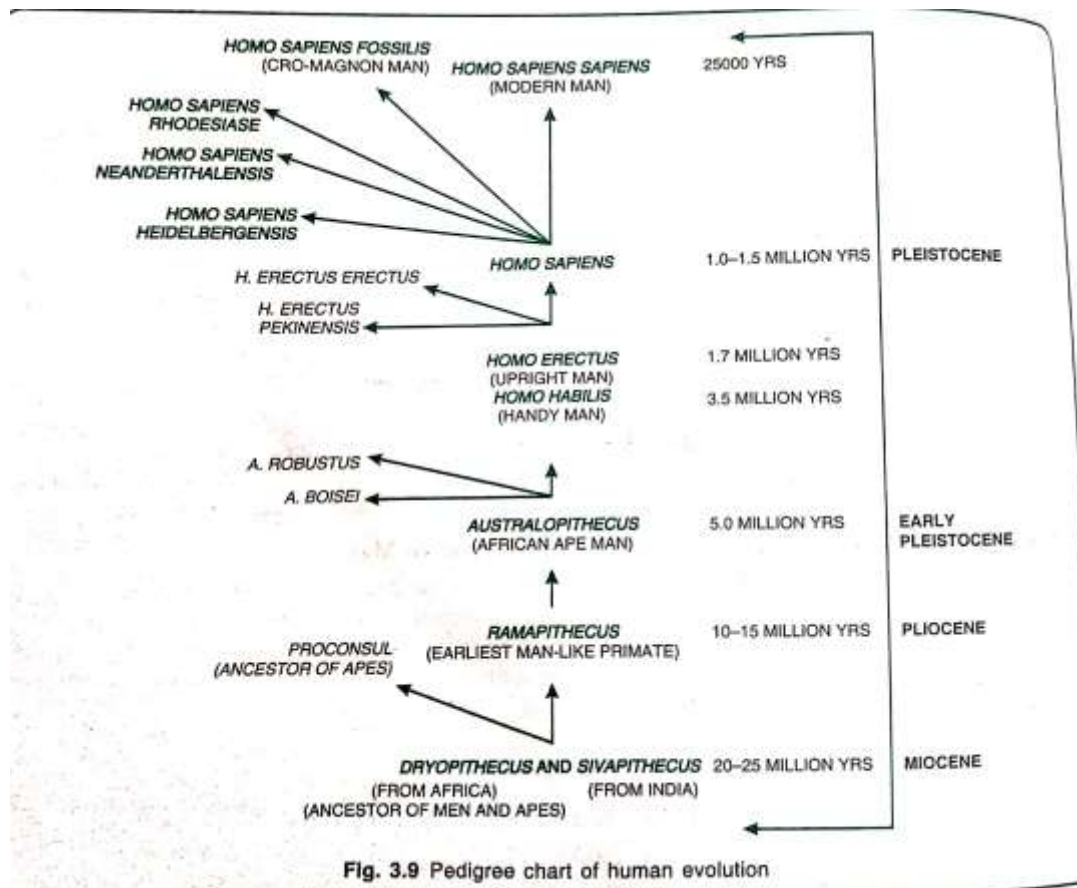 HOMO SAPIENS FOSSILIS
(CRO-MAGNON MAN)
HOMO SAPIENS SAPIENS
(MODERN MAN)
25000 YRS
HOMO SAPIENS
RHODESIASE
HOMO SAPIENS
NEANDERTHALENSIS
HOMO SAPIENS
HEIDELBERGENSIS
HOMO SAPIENS
1.0–1.5 MILLION YRS
PLEISTOCENE
H. ERECTUS ERECTUS
H. ERECTUS
PEKINENSIS
HOMO ERECTUS
(UPRIGHT MAN)
1.7 MILLION YRS
HOMO HABILIS
(HANDY MAN)
3.5 MILLION YRS
A. ROBUSTUS
A. BOISEI
AUSTRALOPITHECUS
(AFRICAN APE MAN)
5.0 MILLION YRS
EARLY
PLEISTOCENE
RAMAPITHECUS
(EARLIEST MAN-LIKE PRIMATE)
10–15 MILLION YRS
PLIOCENE
PROCONSUL
(ANCESTOR OF APES)
DRYOPITHECUS AND SIVAPITHECUS
20–25 MILLION YRS
MIOCENE
(FROM AFRICA)
(FROM INDIA)
(ANCESTOR OF MEN AND APES)
Fig. 3.9 Pedigree chart of human evolution